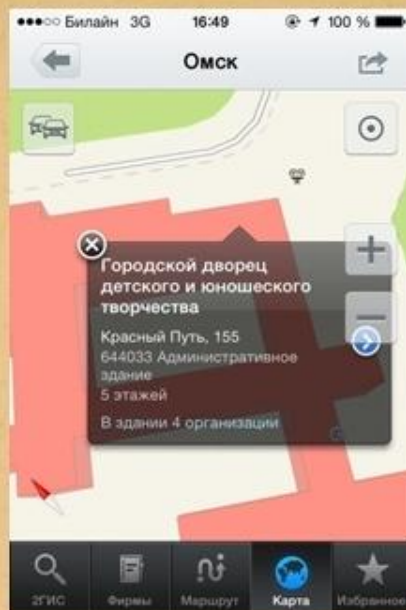 Билайн 3G 16:49 100 %
Омск
Городской дворец
детского и юношеского
творчества
Красный Путь, 155
644033 Административное
здание
5 этажей
В здании 4 организации
2ГИС Фирмы Маршрут Карта Избранное